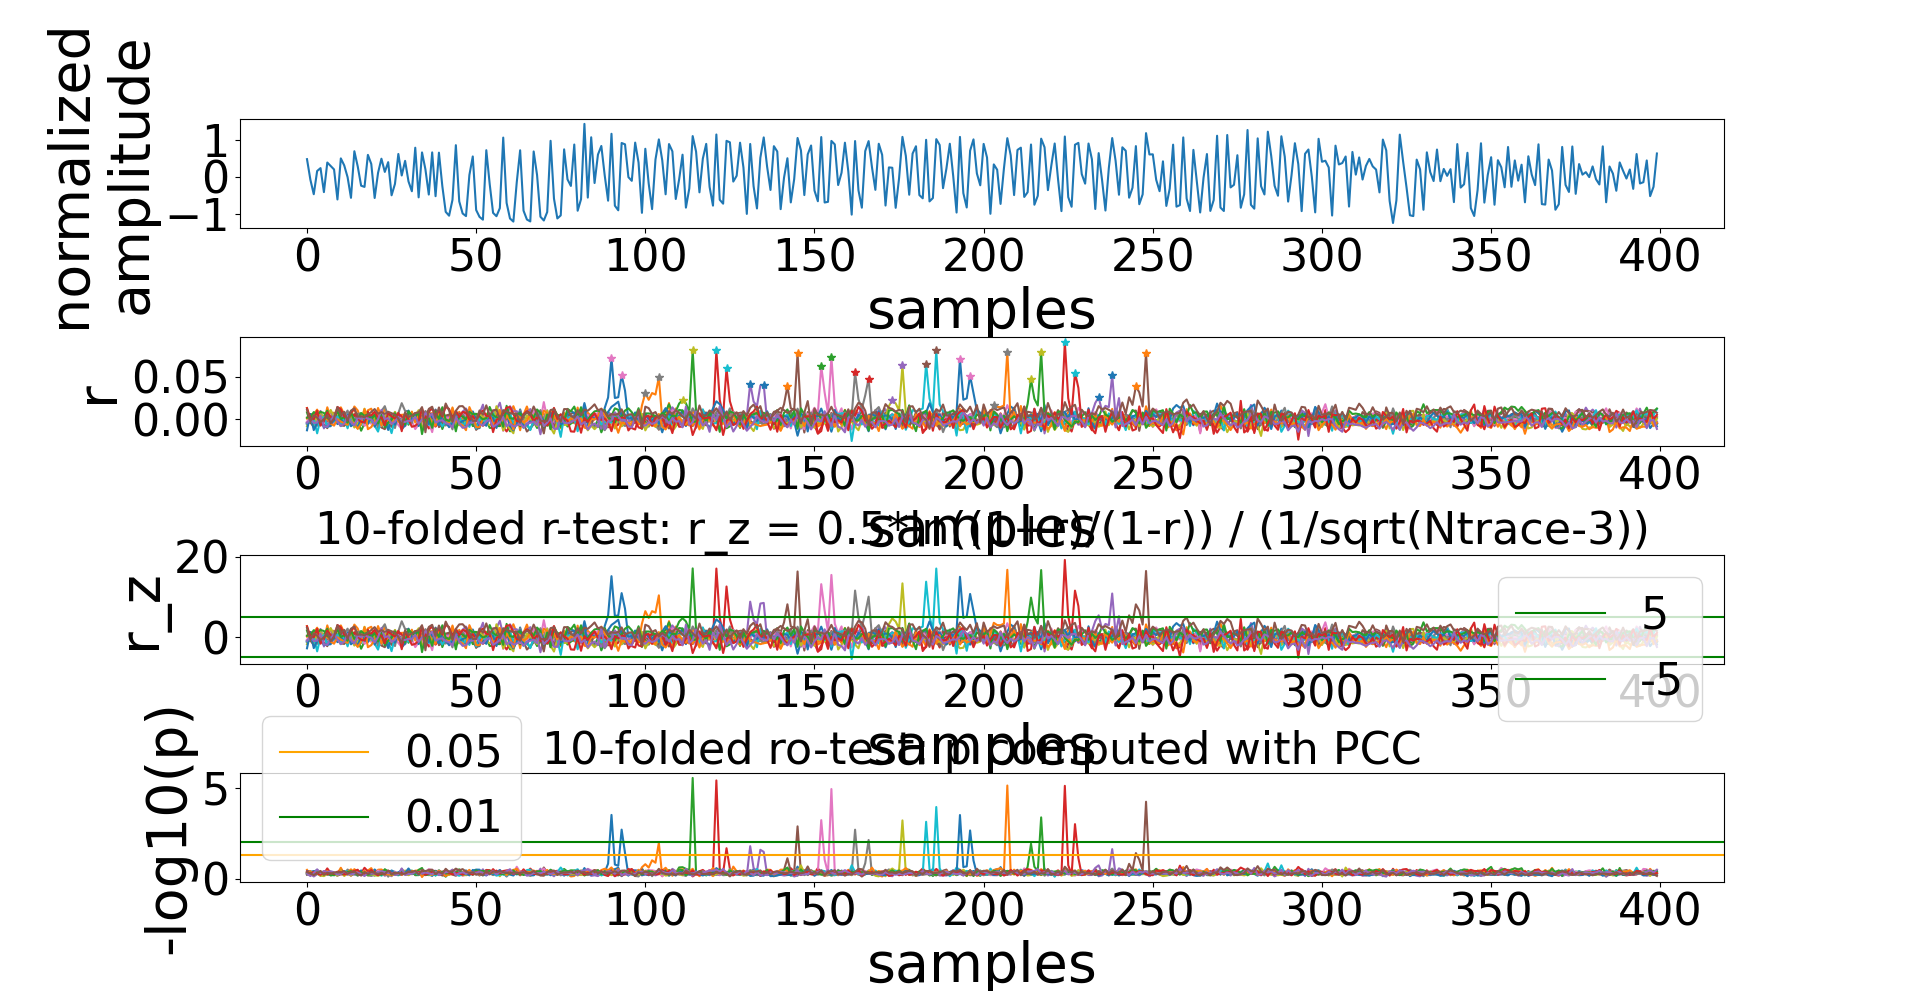 normalized
amplitude
1
0
−1
0 50 100 150 200 250 300 350 400
samples
r
0.05
0.00
0 50 100 150 200 250 300 350 400
samples
10-folded r-test: r_z = 0.5*ln((1+r)/(1-r)) / (1/sqrt(Ntrace-3))
r_z
20
0
5
-5
0 50 100 150 200 250 300 350 400
samples
10-folded ro-test: p computed with PCC
-log10(p)
5
0
0.05
0.01
0 50 100 150 200 250 300 350 400
samples